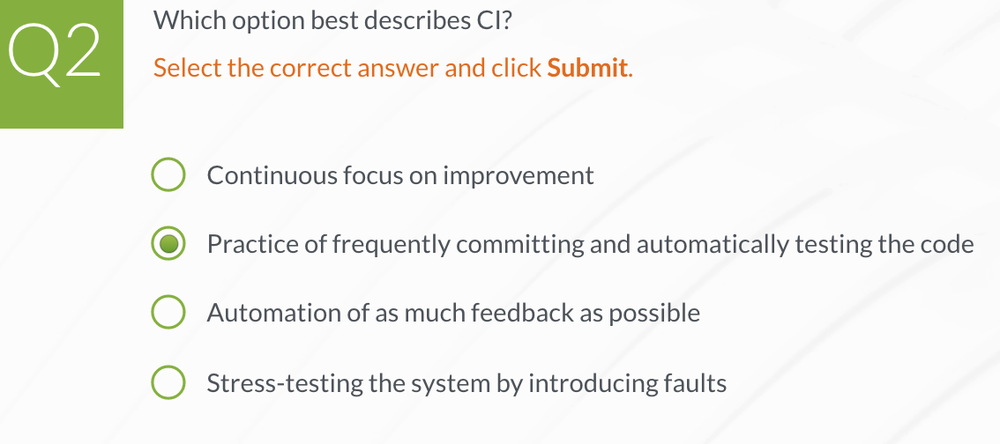 Q2
Which option best describes CI?
Select the correct answer and click Submit.
Continuous focus on improvement
Practice of frequently committing and automatically testing the code
Automation of as much feedback as possible
Stress-testing the system by introducing faults